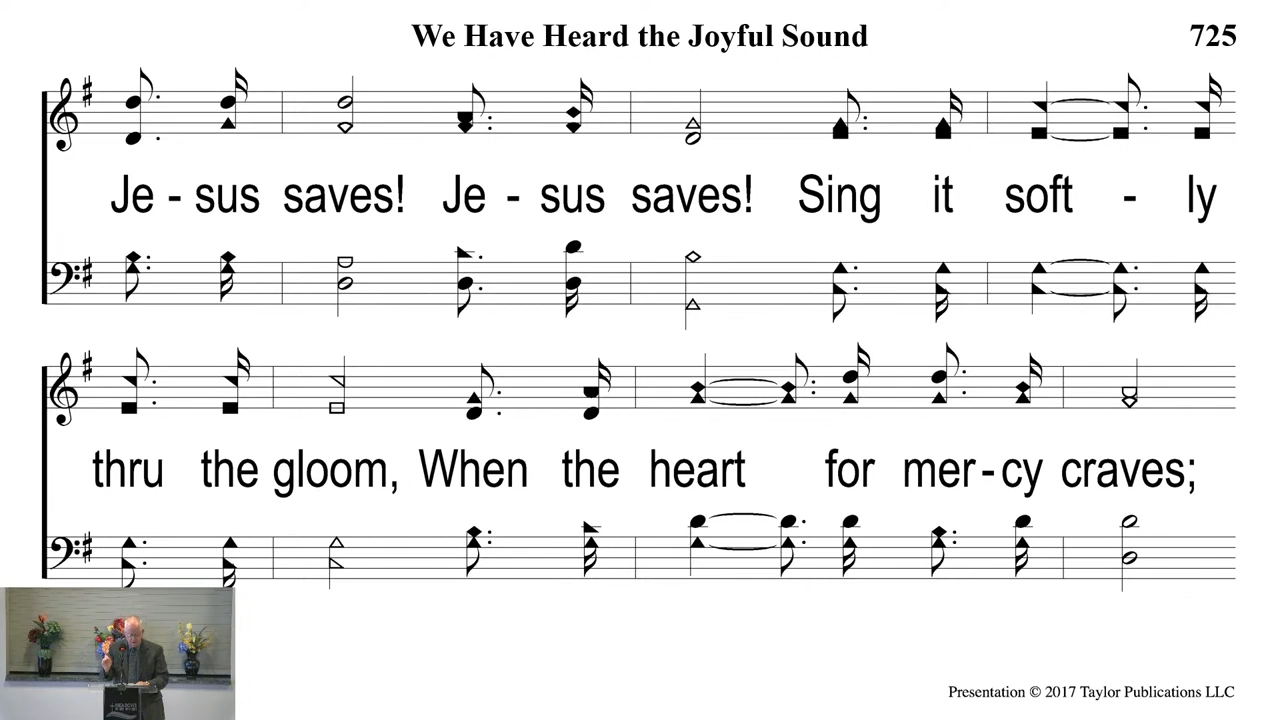 We Have Heard the Joyful Sound 725
Je - sus saves! Je - sus saves! Sing it soft - ly
thru the gloom, When the heart for mer - cy craves;
Presentation © 2017 Taylor Publications LLC